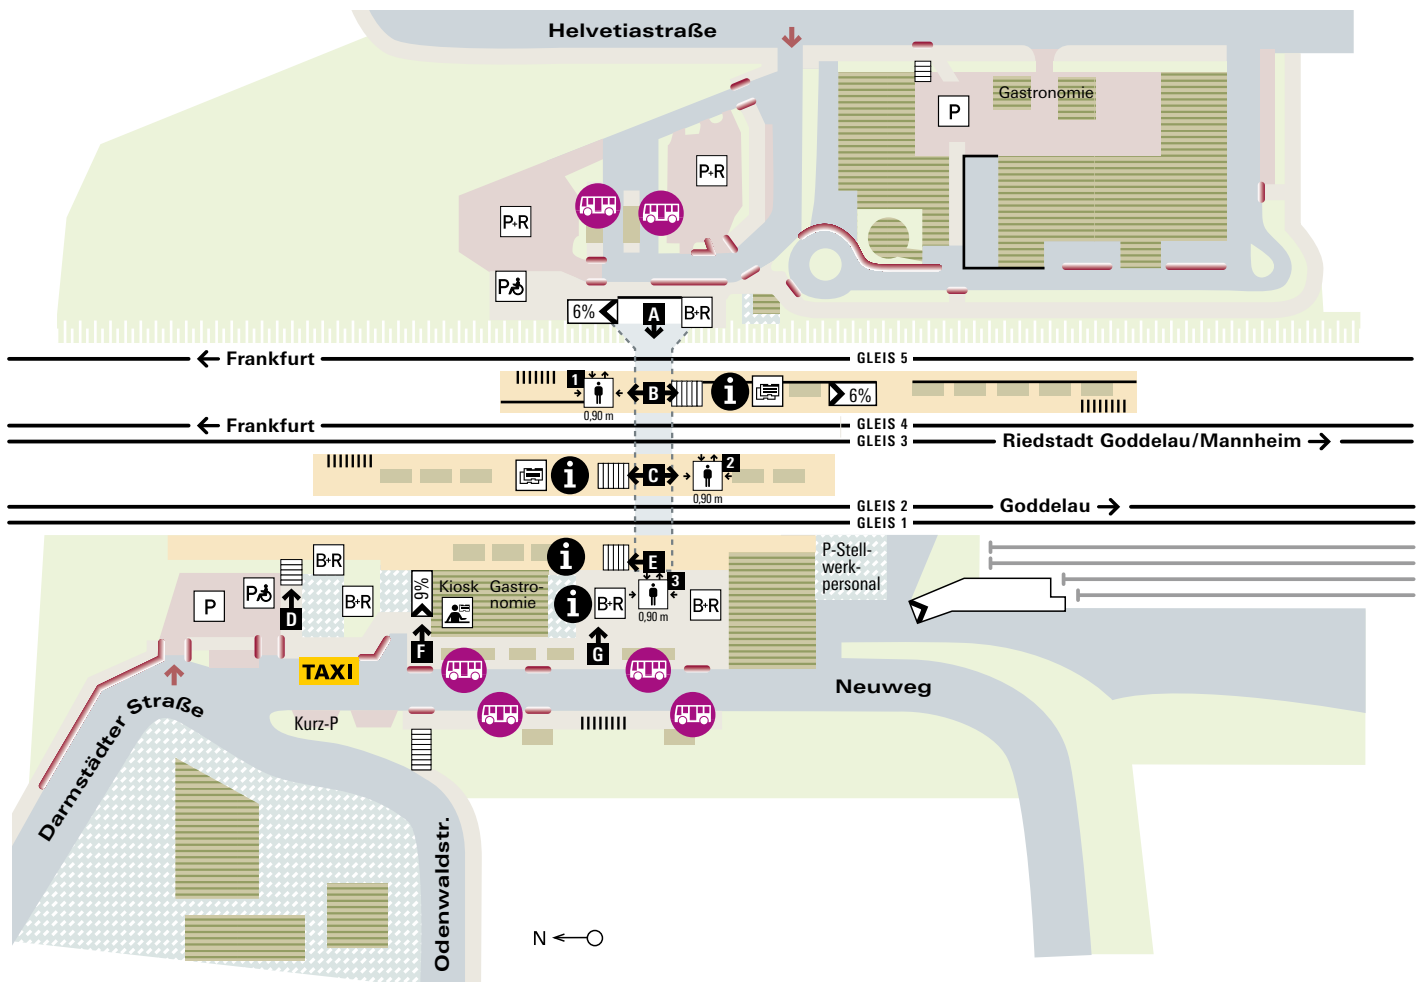 Helvetiastraße
Gastronomie
P
P+R
P+R
P
6%
A
B+R
Frankfurt
GLEIS 5
1
B
i
6%
0,90 m
Frankfurt
GLEIS 4
GLEIS 3
Riedstadt Goddelau/Mannheim
i
C
2
0,90 m
GLEIS 2
Goddelau
GLEIS 1
B+R
i
E
P-Stell-
werk-
personal
P
P
B+R
9%
Kiosk
Gastro-
nomie
i
B+R
3
B+R
0,90 m
D
F
G
TAXI
Neuweg
Kurz-P
Darmstädter Straße
Odenwaldstr.
N